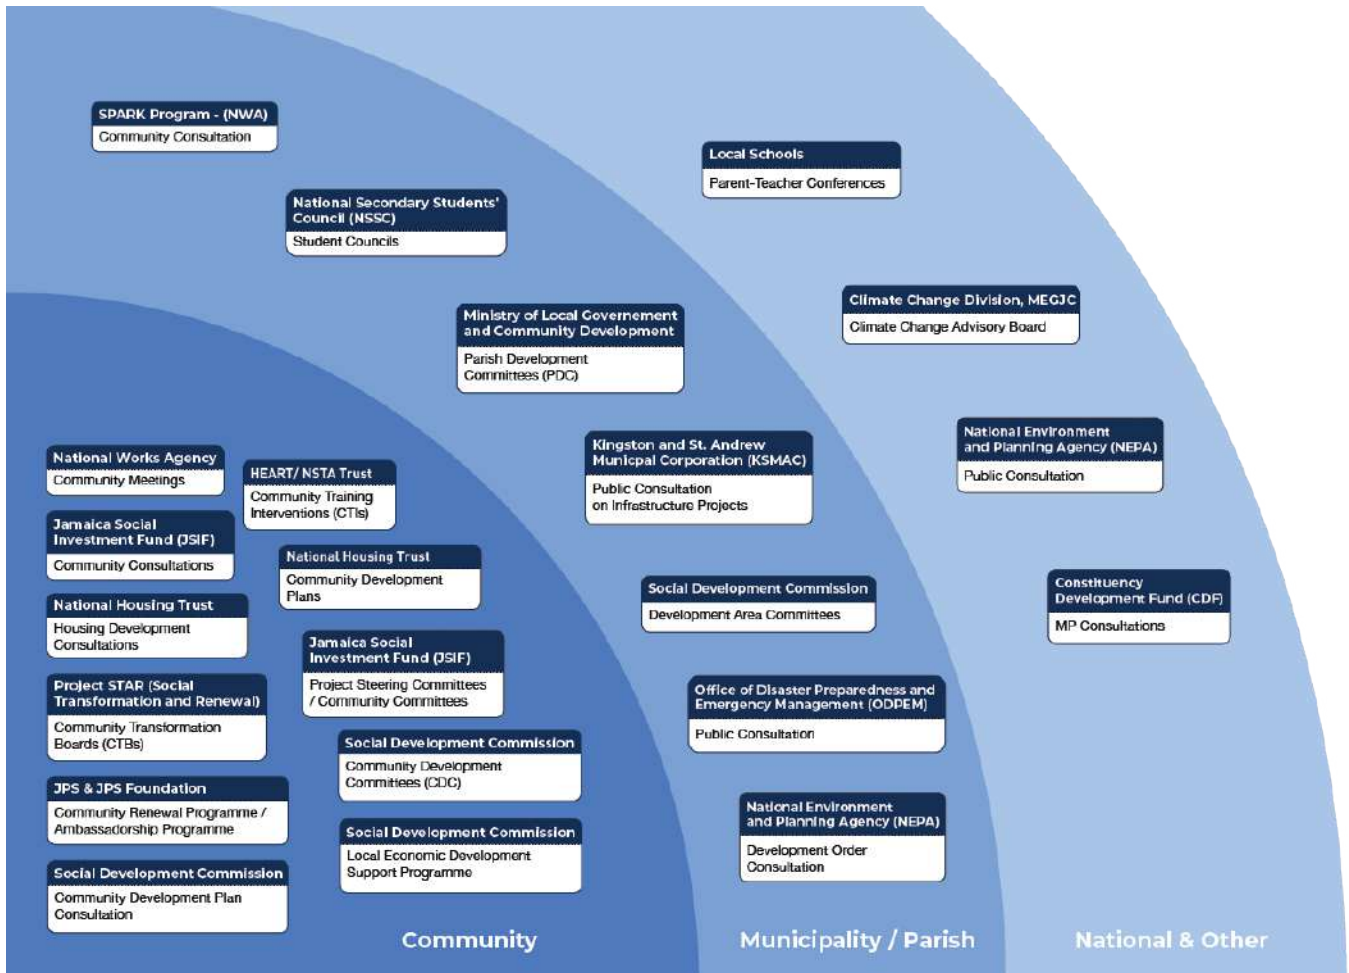 SPARK Program - (NWA)
Community Consultation
National Secondary Students'
Council (NSSC)
Student Councils
Ministry of Local Governement
and Community Development
Parish Development
Committees (PDC)
Kingston and St. Andrew
Municpal Corporation (KSMAC)
Public Consultation
on Infrastructure Projects
Social Development Commission
Development Area Committees
Office of Disaster Preparedness and
Emergency Management (ODPEM)
Public Consultation
National Environment
and Planning Agency (NEPA)
Development Order
Consultation
Local Schools
Parent-Teacher Conferences
Climate Change Division, MEGJC
Climate Change Advisory Board
National Environment
and Planning Agency (NEPA)
Public Consultation
Constituency
Development Fund (CDF)
MP Consultations
National Works Agency
Community Meetings
Jamaica Social
Investment Fund (JSIF)
Community Consultations
National Housing Trust
Housing Development
Consultations
Project STAR (Social
Transformation and Renewal)
Community Transformation
Boards (CTBs)
JPS & JPS Foundation
Community Renewal Programme /
Ambassadorship Programme
Social Development Commission
Community Development Plan
Consultation
HEART/ NSTA Trust
Community Training
Interventions (CTIs)
National Housing Trust
Community Development
Plans
Jamaica Social
Investment Fund (JSIF)
Project Steering Committees
/ Community Committees
Social Development Commission
Community Development
Committees (CDC)
Social Development Commission
Local Economic Development
Support Programme
Community
Municipality / Parish
National & Other